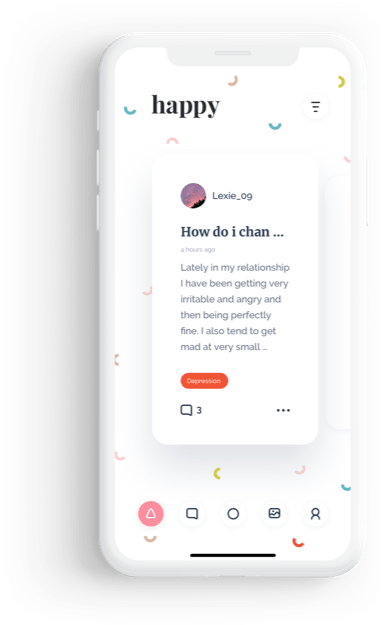 happy
Lexie_09
How do i chan ...
4 hours ago
Lately in my relationship
I have been getting very
irritable and angry and
then being perfectly
fine. I also tend to get
mad at very small ...
Depression
3